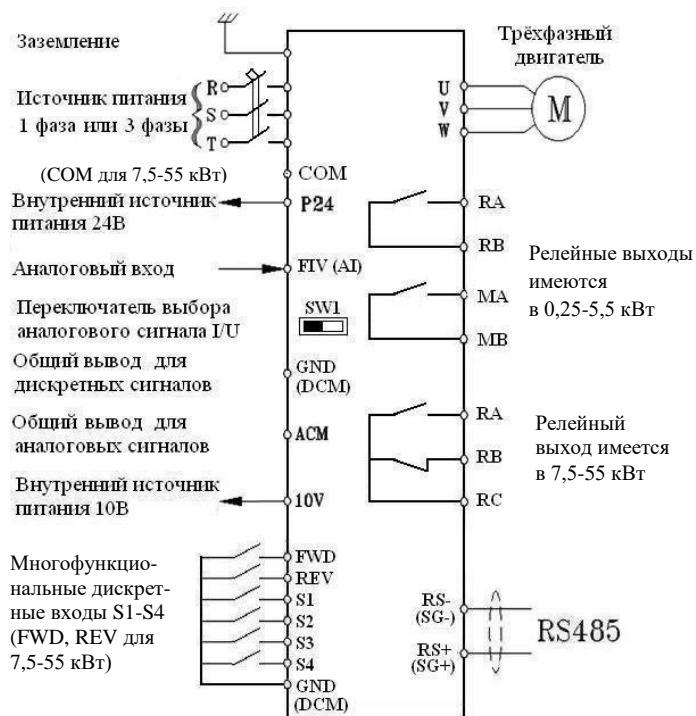 Заземление
Источник питания
1 фаза или 3 фазы
R
S
T
(COM для 7,5-55 кВт)
COM
Внутренний источник
питания 24В
P24
Аналоговый вход
FIV (AI)
Переключатель выбора
аналогового сигнала I/U
SW1
Общий вывод для
дискретных сигналов
GND
(DCM)
Общий вывод для
аналоговых сигналов
ACM
Внутренний источник
питания 10В
10V
Многофункцио-
нальные дискрет-
ные входы S1-S4
(FWD, REV для
7,5-55 кВт)
FWD
REV
S1
S2
S3
S4
GND
(DCM)
Трёхфазный
двигатель
U
V
W
M
RA
RB
MA
MB
Релейные выходы
имеются
в 0,25-5,5 кВт
RA
RB
RC
Релейный
выход имеется
в 7,5-55 кВт
RS-
(SG-)
RS+
(SG+)
RS485